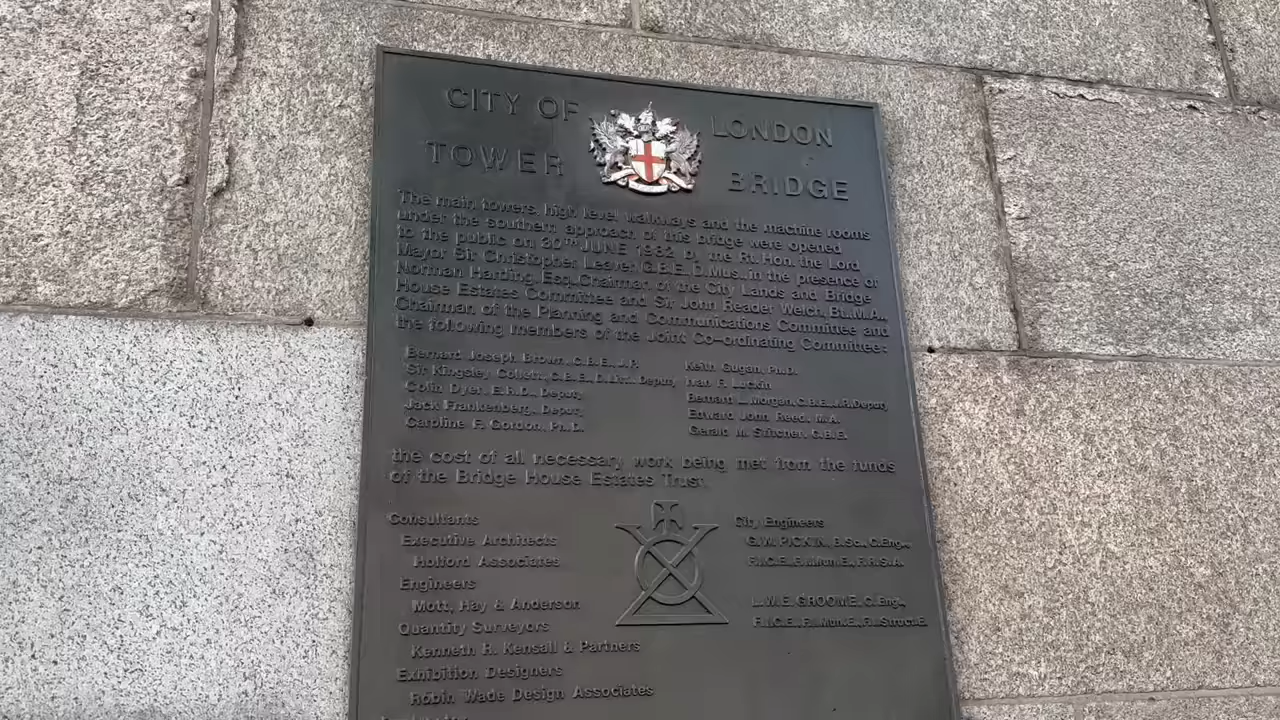 CITY OF LONDON
TOWER BRIDGE
The main towers, high level walkways and the machine rooms
under the southern approach of this bridge were opened
to the public on 30TH JUNE 1982 by the Rt. Hon. the Lord
Mayor Sir Christopher Leaver, G.B.E., D.Mus., in the presence of
Norman Harding, Esq., Chairman of the City Lands and Bridge
House Estates Committee and Sir John Reader Welch, Bt., M.A.,
Chairman of the Planning and Communications Committee and
the following members of the Joint Co-ordinating Committee:
Bernard Joseph Brown, C.B.E., J.P.
Sir Kingsley Collett, C.B.E., D.Litt., Deputy
Colin Dyer, E.R.D., Deputy
Jack Frankenberg, Deputy
Caroline F. Gordon, Ph.D.
Keith Gugan, Ph.D.
Ivan F. Luckin
Bernard L. Morgan, C.B.E., J.P., Deputy
Edward John Reed, M.A.
Gerald M. Stitcher, C.B.E.
the cost of all necessary work being met from the funds
of the Bridge House Estates Trust.
Consultants
Executive Architects
Holford Associates
Engineers
Mott, Hay & Anderson
Quantity Surveyors
Kenneth R. Kensall & Partners
Exhibition Designers
Robin Wade Design Associates
City Engineers
G.W. PICKIN, B.Sc., C.Eng.,
F.I.C.E., F.I.Mun.E., F.R.S.A.
L.W.E. GROOME, C.Eng.,
F.I.C.E., F.I.Mun.E., F.I.Struct.E.